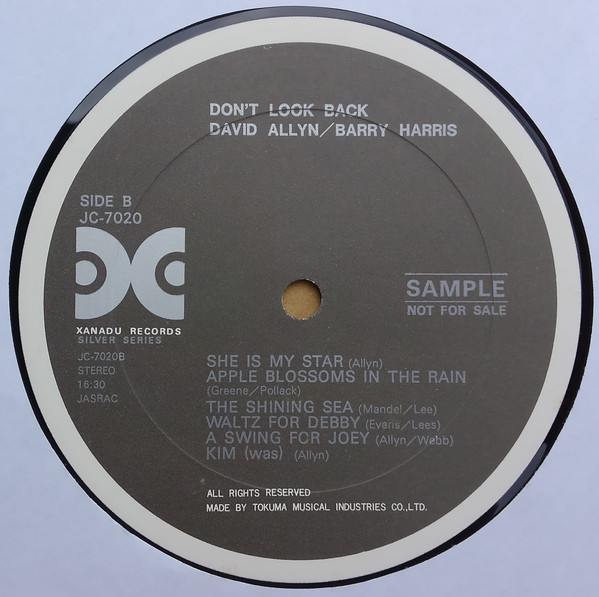 DON'T LOOK BACK
DAVID ALLYN/BARRY HARRIS
SIDE B
JC-7020
XANADU RECORDS
SILVER SERIES
JC-7020B
STEREO
16:30
JASRAC
SAMPLE
NOT FOR SALE
SHE IS MY STAR (Allyn)
APPLE BLOSSOMS IN THE RAIN
(Greene/Pollack)
THE SHINING SEA (Mandel/Lee)
WALTZ FOR DEBBY (Evans/Lees)
A SWING FOR JOEY (Allyn/Webb)
KIM (was) (Allyn)
ALL RIGHTS RESERVED
MADE BY TOKUMA MUSICAL INDUSTRIES CO.,LTD.